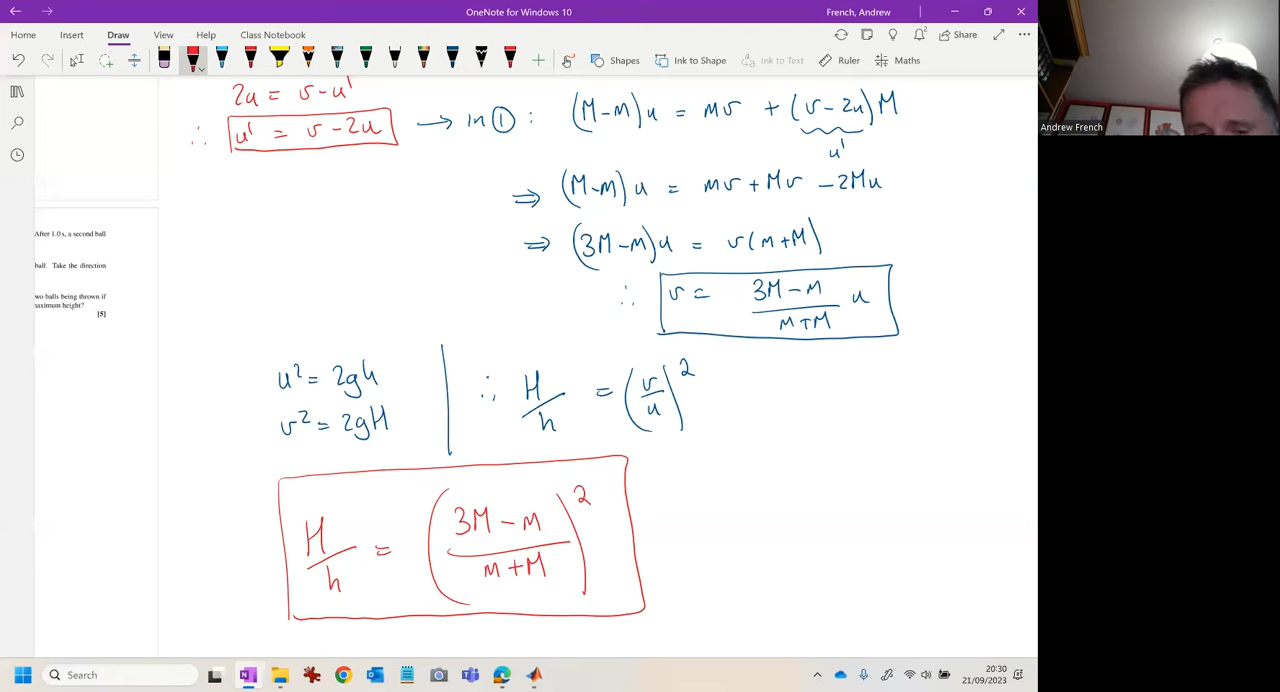 OneNote for Windows 10
French, Andrew
Home Insert Draw View Help Class Notebook
Share
Shapes Ink to Shape Ink to Text Ruler Maths
Andrew French
2u = v - u'
∴ u' = v - 2u → in ① : (M-m)u = mv + (v-2u)M
u'
⇒ (M-m)u = mv + Mv - 2Mu
⇒ (3M-m)u = v(m+M)
∴ v = (3M-m)/(m+M) u
After 1.0 s, a second ball
ball. Take the direction
wo balls being thrown if
aximum height?
[5]
u² = 2gh
v² = 2gH
∴ H/h = (v/u)²
H/h = ((3M-m)/(m+M))²
Search
20:30
21/09/2023